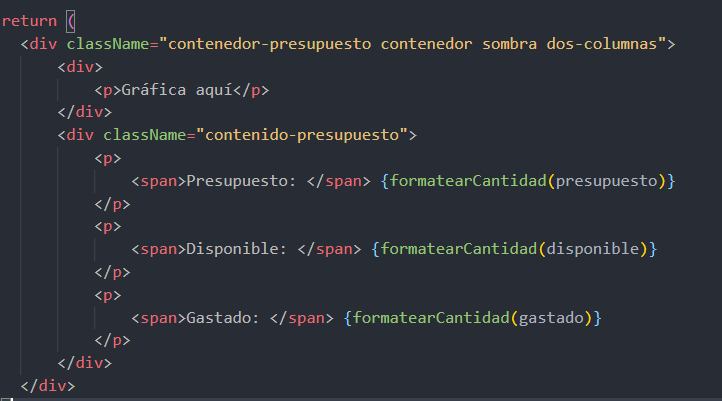 return (
<div className="contenedor-presupuesto contenedor sombra dos-columnas">
<div>
<p>Gráfica aquí</p>
</div>
<div className="contenido-presupuesto">
<p>
<span>Presupuesto: </span> {formatearCantidad(presupuesto)}
</p>
<p>
<span>Disponible: </span> {formatearCantidad(disponible)}
</p>
<p>
<span>Gastado: </span> {formatearCantidad(gastado)}
</p>
</div>
</div>